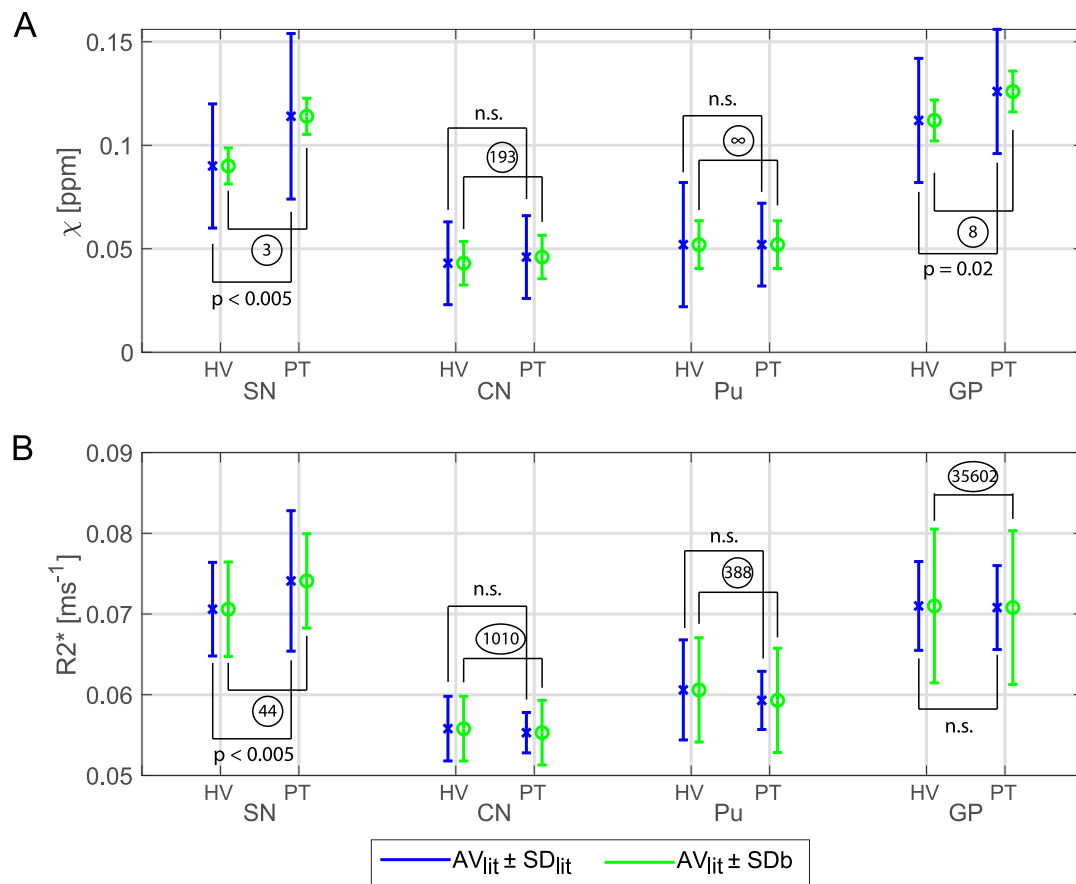 A
χ [ppm]
0.15
0.1
0.05
0
n.s.
193
n.s.
∞
3
p < 0.005
8
p = 0.02
HV PT HV PT HV PT HV PT
SN CN Pu GP
B
R2* [ms⁻¹]
0.09
0.08
0.07
0.06
0.05
35602
n.s.
388
n.s.
1010
44
p < 0.005
n.s.
HV PT HV PT HV PT HV PT
SN CN Pu GP
AVlit ± SDlit AVlit ± SDb